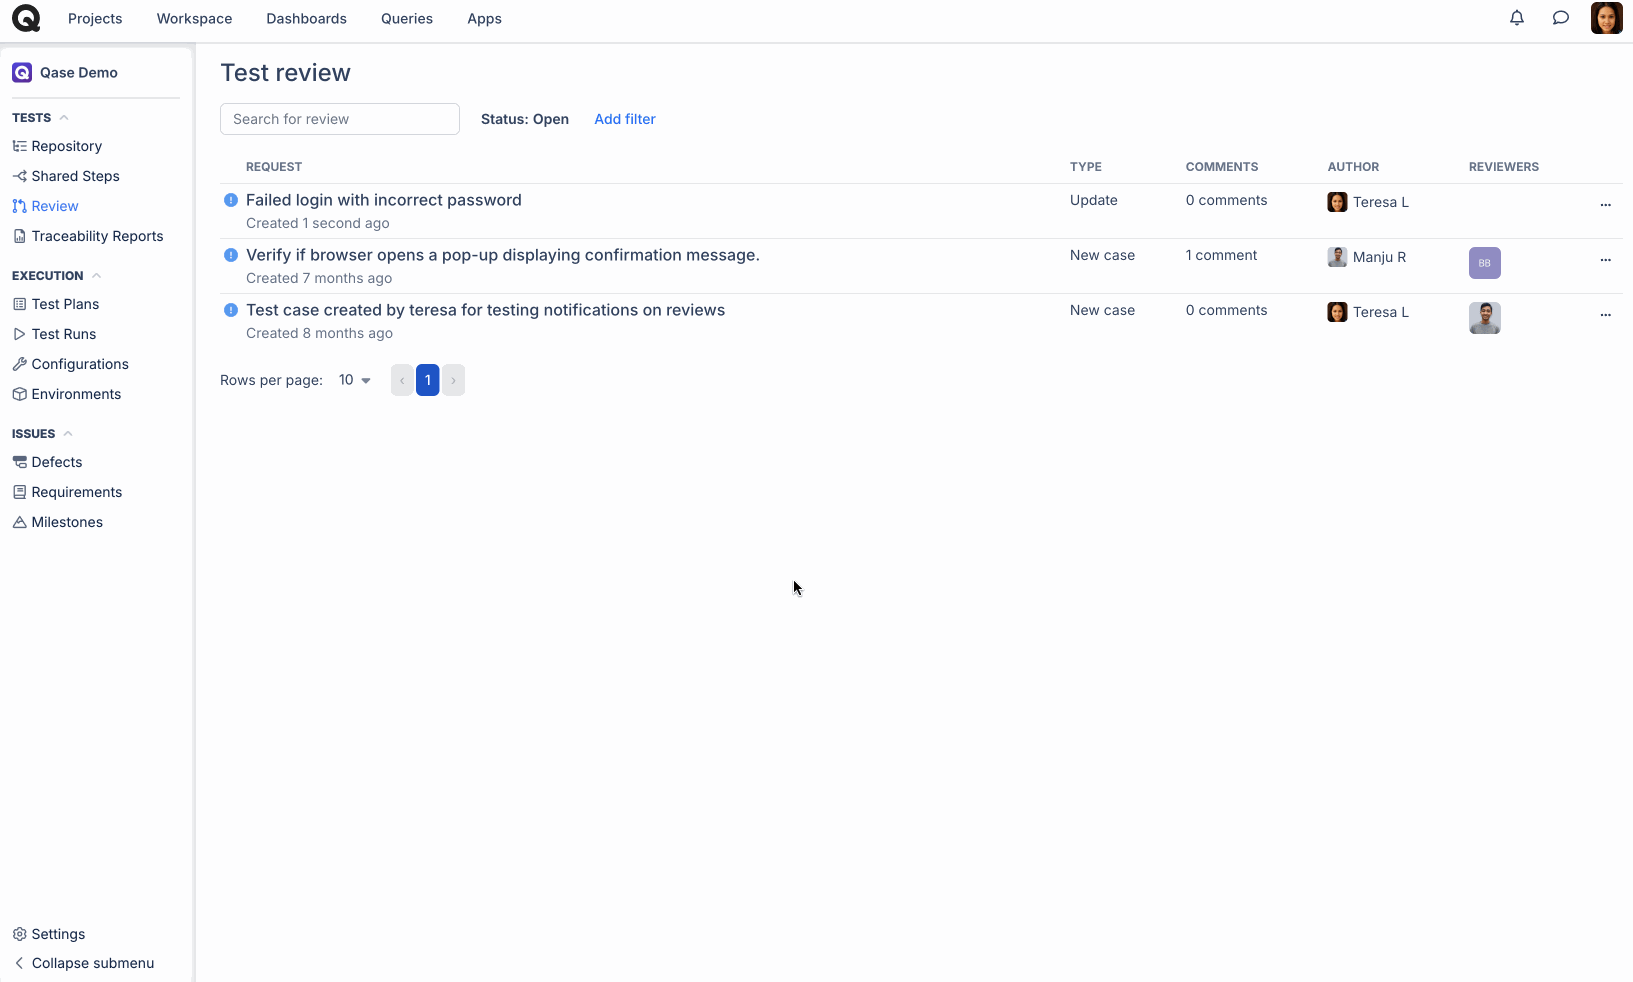 Projects Workspace Dashboards Queries Apps
Qase Demo
TESTS
Repository
Shared Steps
Review
Traceability Reports
EXECUTION
Test Plans
Test Runs
Configurations
Environments
ISSUES
Defects
Requirements
Milestones
Settings
Collapse submenu
Test review
Search for review Status: Open Add filter
REQUEST TYPE COMMENTS AUTHOR REVIEWERS
Failed login with incorrect password Update 0 comments Teresa L
Created 1 second ago
Verify if browser opens a pop-up displaying confirmation message. New case 1 comment Manju R BB
Created 7 months ago
Test case created by teresa for testing notifications on reviews New case 0 comments Teresa L
Created 8 months ago
Rows per page: 10 ‹ 1 ›